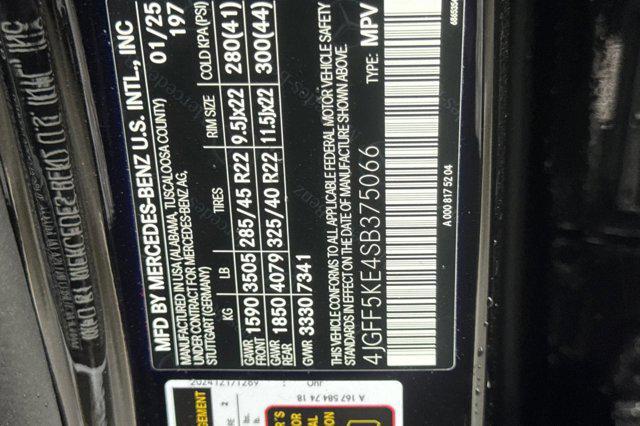 MFD BY MERCEDES-BENZ U.S. INTL., INC
MANUFACTURED IN USA (ALABAMA, TUSCALOOSA COUNTY)
UNDER CONTRACT FOR MERCEDES-BENZ AG,
STUTTGART (GERMANY)
01/25
197
KG LB TIRES RIM SIZE COLD KPA (PSI)
GAWR FRONT 1590 3505 285/45 R22 9.5Jx22 280(41)
GAWR REAR 1850 4079 325/40 R22 11.5Jx22 300(44)
GVWR 3330 7341
THIS VEHICLE CONFORMS TO ALL APPLICABLE FEDERAL MOTOR VEHICLE SAFETY
STANDARDS IN EFFECT ON THE DATE OF MANUFACTURE SHOWN ABOVE.
4JGFF5KE4SB375066 TYPE: MPV
A 000 817 52 04
A 167 584 74 18